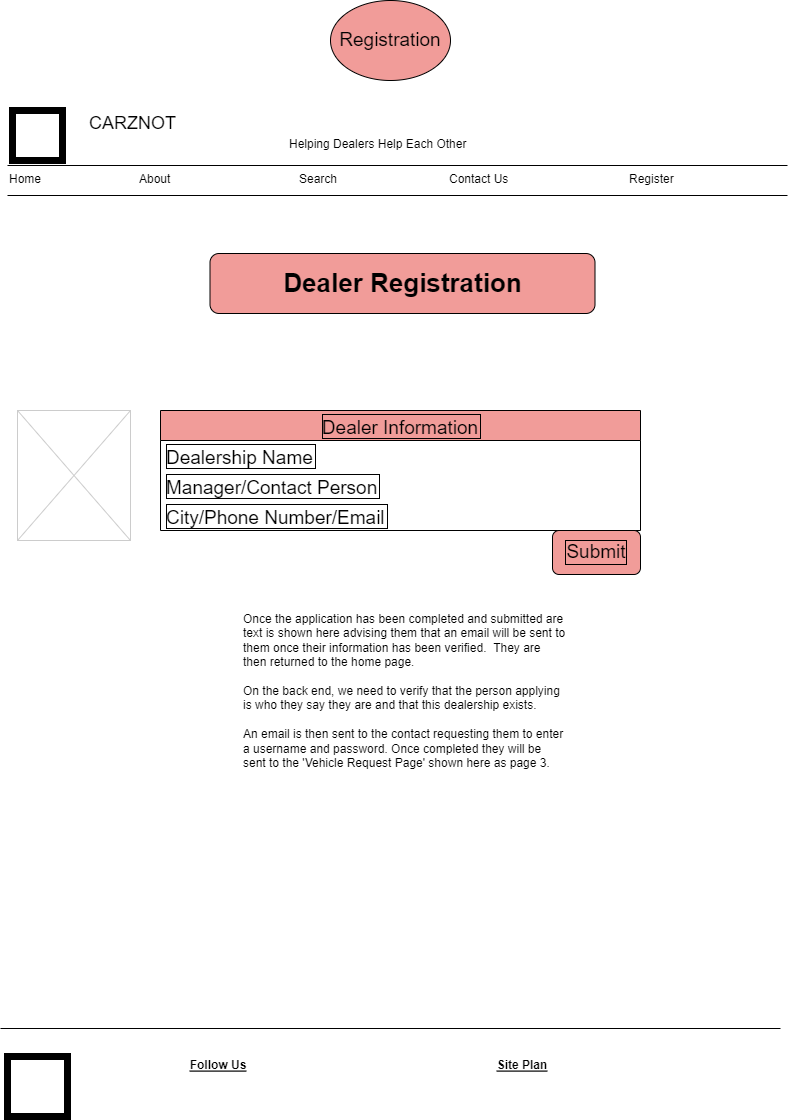 Registration
CARZNOT
Helping Dealers Help Each Other
Home About Search Contact Us Register
Dealer Registration
Dealer Information
Dealership Name
Manager/Contact Person
City/Phone Number/Email
Submit
Once the application has been completed and submitted are
text is shown here advising them that an email will be sent to
them once their information has been verified.  They are
then returned to the home page.
On the back end, we need to verify that the person applying
is who they say they are and that this dealership exists.
An email is then sent to the contact requesting them to enter
a username and password. Once completed they will be
sent to the 'Vehicle Request Page' shown here as page 3.
Follow Us Site Plan